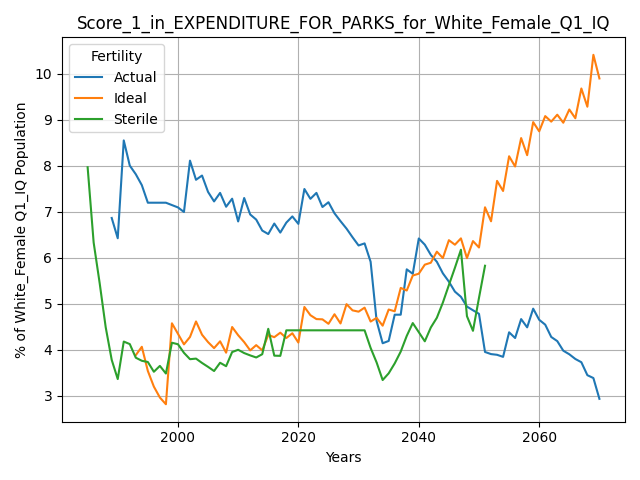 Score_1_in_EXPENDITURE_FOR_PARKS_for_White_Female_Q1_IQ
Fertility
Actual
Ideal
Sterile
% of White_Female Q1_IQ Population
10
9
8
7
6
5
4
3
2000 2020 2040 2060
Years